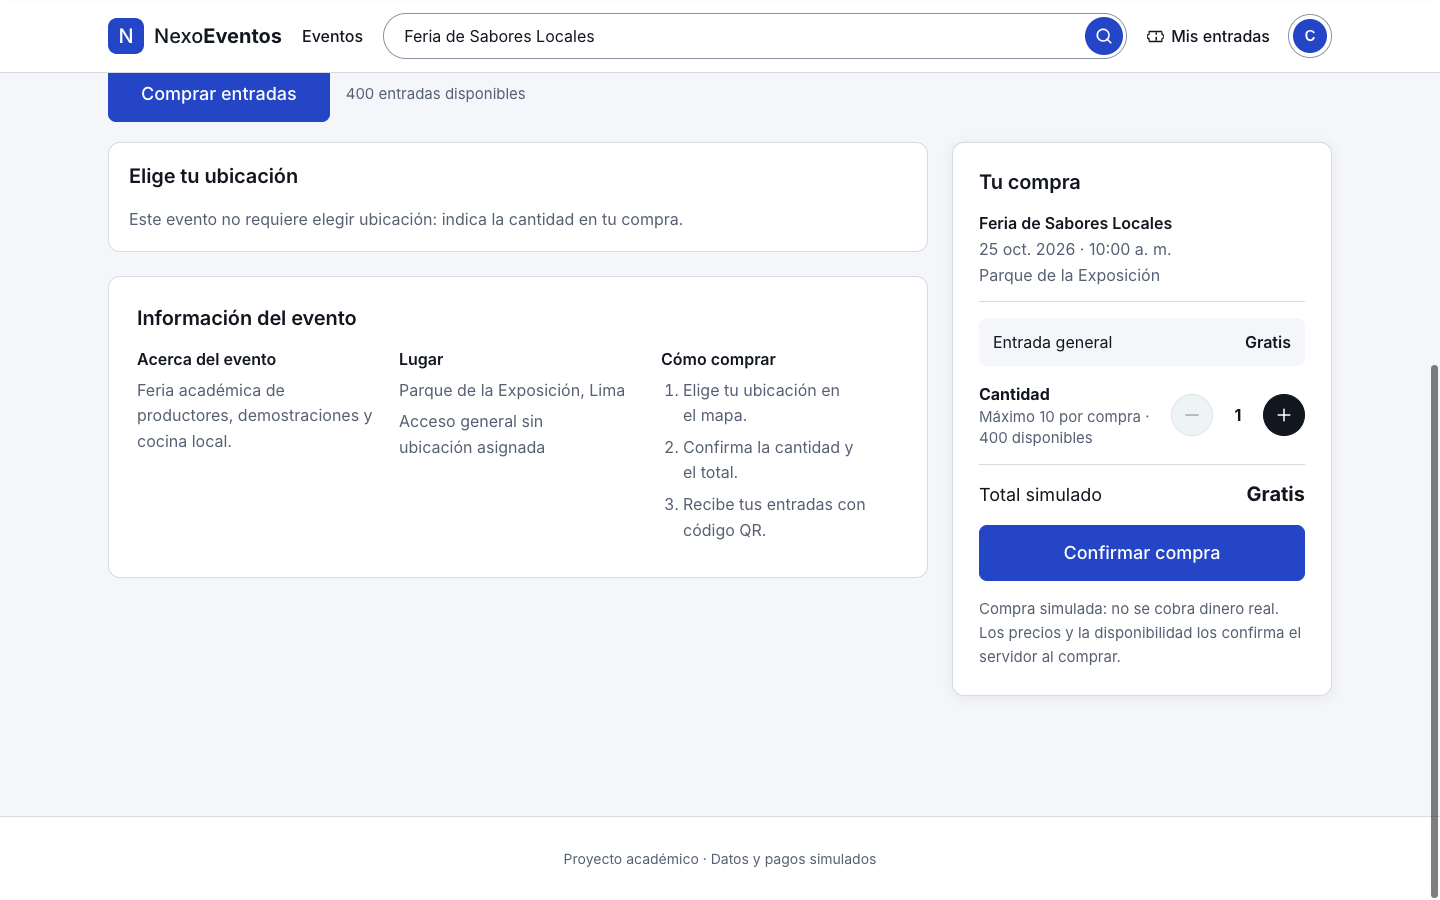 N NexoEventos Eventos Feria de Sabores Locales Mis entradas C
Comprar entradas 400 entradas disponibles
Elige tu ubicación
Este evento no requiere elegir ubicación: indica la cantidad en tu compra.
Información del evento
Acerca del evento
Feria académica de
productores, demostraciones y
cocina local.
Lugar
Parque de la Exposición, Lima
Acceso general sin
ubicación asignada
Cómo comprar
1. Elige tu ubicación en
el mapa.
2. Confirma la cantidad y
el total.
3. Recibe tus entradas con
código QR.
Tu compra
Feria de Sabores Locales
25 oct. 2026 · 10:00 a. m.
Parque de la Exposición
Entrada general Gratis
Cantidad
Máximo 10 por compra ·
400 disponibles
1
Total simulado Gratis
Confirmar compra
Compra simulada: no se cobra dinero real.
Los precios y la disponibilidad los confirma el
servidor al comprar.
Proyecto académico · Datos y pagos simulados